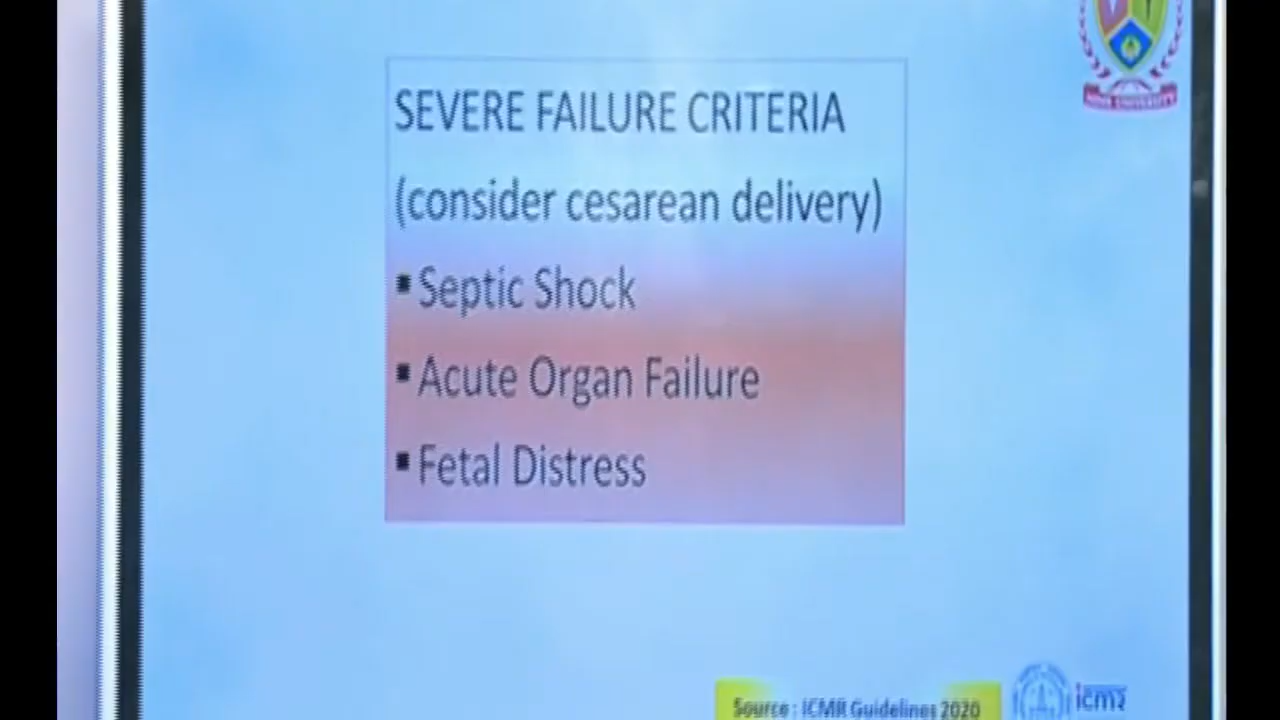 SEVERE FAILURE CRITERIA
(consider cesarean delivery)
▪ Septic Shock
▪ Acute Organ Failure
▪ Fetal Distress
Source : ICMR Guidelines 2020
icmr